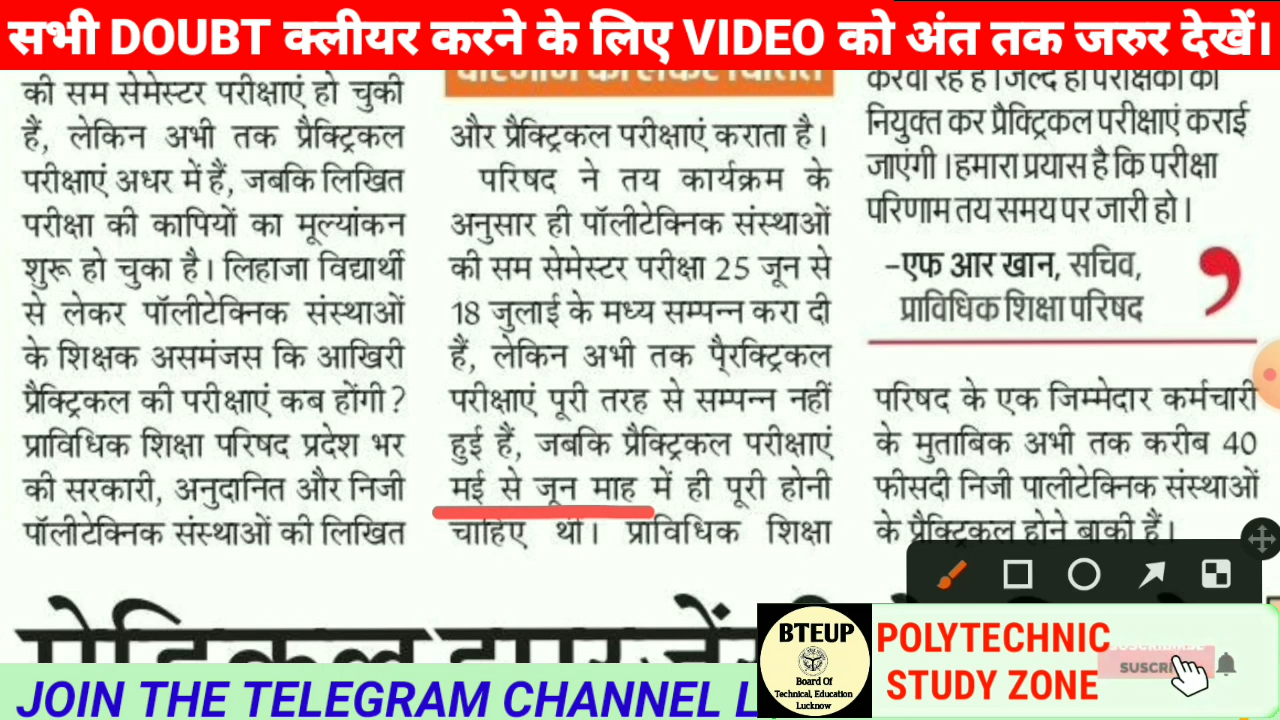 सभी DOUBT क्लीयर करने के लिए VIDEO को अंत तक जरुर देखें।
की सम सेमेस्टर परीक्षाएं हो चुकी
हैं, लेकिन अभी तक प्रैक्ट्रिकल
परीक्षाएं अधर में हैं, जबकि लिखित
परीक्षा की कापियों का मूल्यांकन
शुरू हो चुका है। लिहाजा विद्यार्थी
से लेकर पॉलीटेक्निक संस्थाओं
के शिक्षक असमंजस कि आखिरी
प्रैक्ट्रिकल की परीक्षाएं कब होंगी?
प्राविधिक शिक्षा परिषद प्रदेश भर
की सरकारी, अनुदानित और निजी
पॉलीटेक्निक संस्थाओं की लिखित
और प्रैक्ट्रिकल परीक्षाएं कराता है।
परिषद ने तय कार्यक्रम के
अनुसार ही पॉलीटेक्निक संस्थाओं
की सम सेमेस्टर परीक्षा 25 जून से
18 जुलाई के मध्य सम्पन्न करा दी
हैं, लेकिन अभी तक पै्रक्ट्रिकल
परीक्षाएं पूरी तरह से सम्पन्न नहीं
हुई हैं, जबकि प्रैक्ट्रिकल परीक्षाएं
मई से जून माह में ही पूरी होनी
चाहिए थी। प्राविधिक शिक्षा
करवा रहे हैं। जल्द ही परीक्षकों को
नियुक्त कर प्रैक्ट्रिकल परीक्षाएं कराई
जाएंगी। हमारा प्रयास है कि परीक्षा
परिणाम तय समय पर जारी हो।
-एफ आर खान, सचिव,
प्राविधिक शिक्षा परिषद
परिषद के एक जिम्मेदार कर्मचारी
के मुताबिक अभी तक करीब 40
फीसदी निजी पालीटेक्निक संस्थाओं
के प्रैक्ट्रिकल होने बाकी हैं।
JOIN THE TELEGRAM CHANNEL
BTEUP
Board Of
Technical, Education
Lucknow
POLYTECHNIC
STUDY ZONE